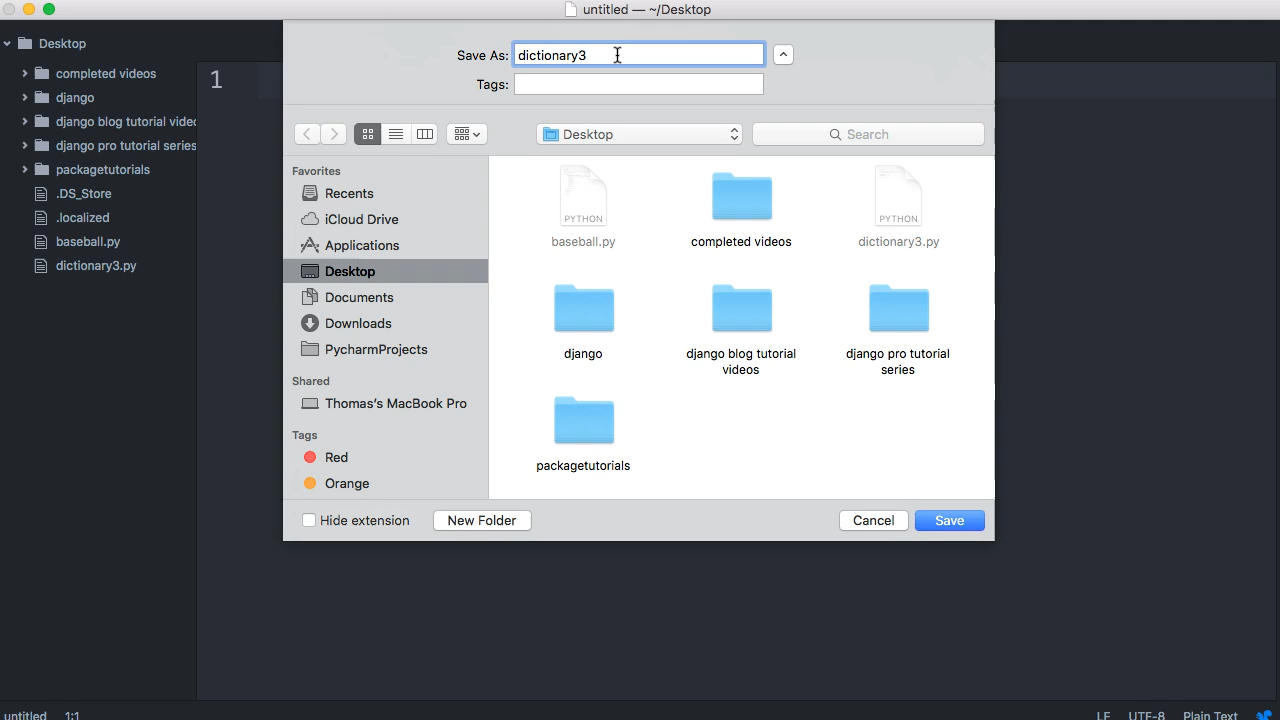 untitled — ~/Desktop
Save As: dictionary3
Tags:
Desktop
Search
Desktop
completed videos
django
django blog tutorial vide
django pro tutorial series
packagetutorials
.DS_Store
.localized
baseball.py
dictionary3.py
1
Favorites
Recents
iCloud Drive
Applications
Desktop
Documents
Downloads
PycharmProjects
Shared
Thomas's MacBook Pro
Tags
Red
Orange
PYTHON
baseball.py
completed videos
PYTHON
dictionary3.py
django
django blog tutorial
videos
django pro tutorial
series
packagetutorials
Hide extension
New Folder
Cancel
Save
untitled 1:1
LF UTF-8 Plain Text